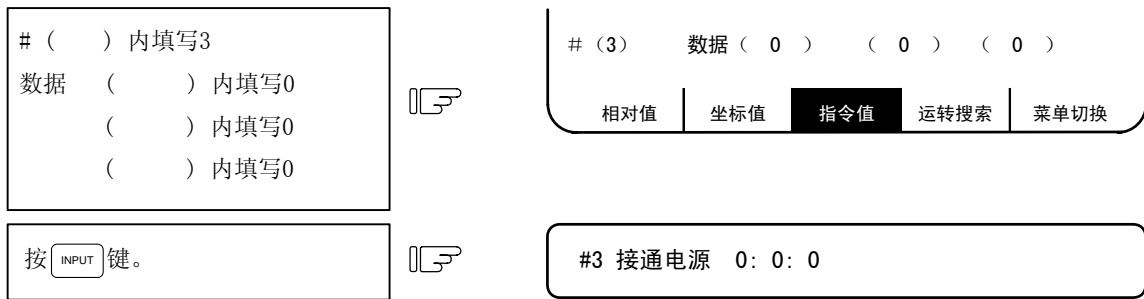 # (    ) 内填写3
数据 (    ) 内填写0
(    ) 内填写0
(    ) 内填写0
# (3) 数据 ( 0 ) ( 0 ) ( 0 )
相对值 坐标值 指令值 运转搜索 菜单切换
按 INPUT 键。
#3 接通电源 0: 0: 0